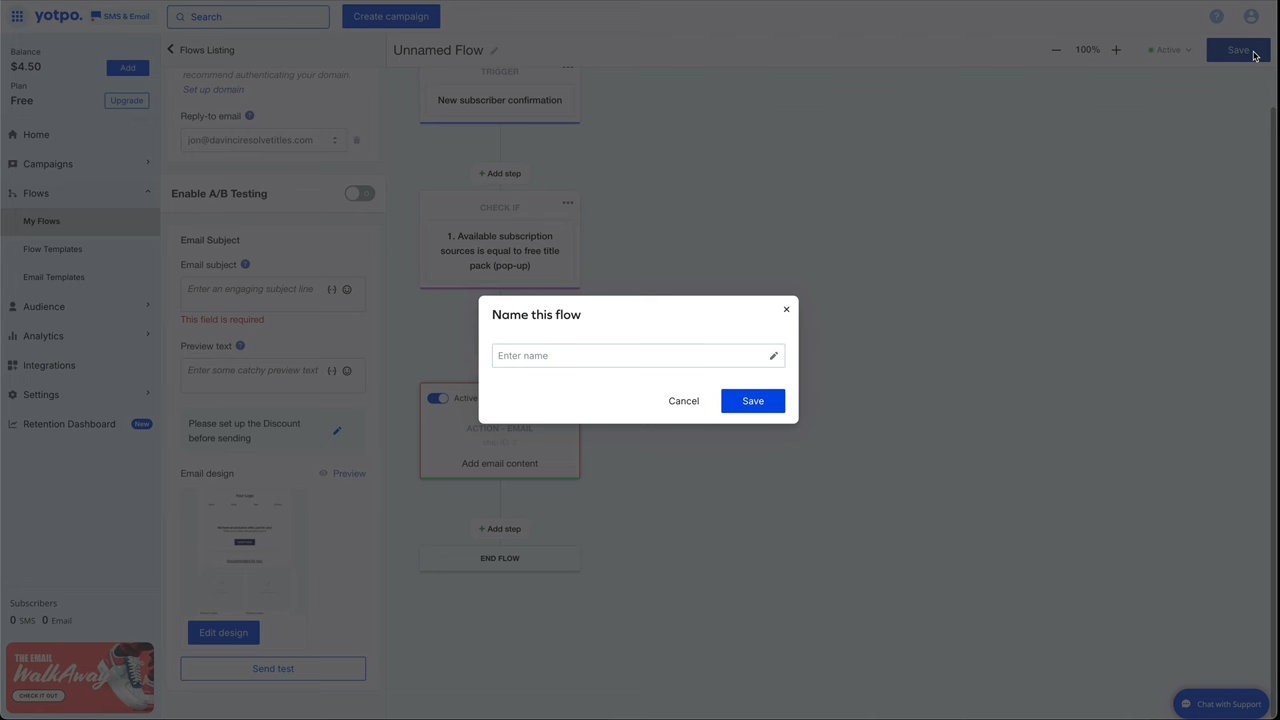 yotpo.
SMS & Email
Search
Create campaign
Balance
$4.50
Add
Plan
Free
Upgrade
Home
Campaigns
Flows
My Flows
Flow Templates
Email Templates
Audience
Analytics
Integrations
Settings
Retention Dashboard
New
Subscribers
0 SMS 0 Email
THE EMAIL
WalkAway
CHECK IT OUT
Flows Listing
recommend authenticating your domain.
Set up domain
Reply-to email
jon@davinciresolvetitles.com
Enable A/B Testing
Email Subject
Email subject
Enter an engaging subject line
This field is required
Preview text
Enter some catchy preview text
Please set up the Discount
before sending
Email design
Preview
Edit design
Send test
Unnamed Flow
100%
Active
Save
TRIGGER
New subscriber confirmation
+ Add step
CHECK IF
1. Available subscription
sources is equal to free title
pack (pop-up)
Name this flow
Enter name
Cancel
Save
Active
ACTION - EMAIL
Add email content
+ Add step
END FLOW
Chat with Support